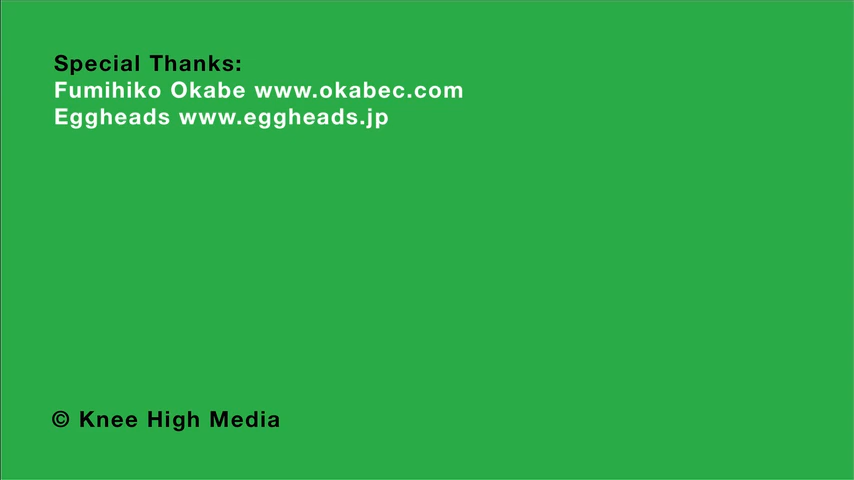 Special Thanks:
Fumihiko Okabe www.okabec.com
Eggheads www.eggheads.jp
© Knee High Media